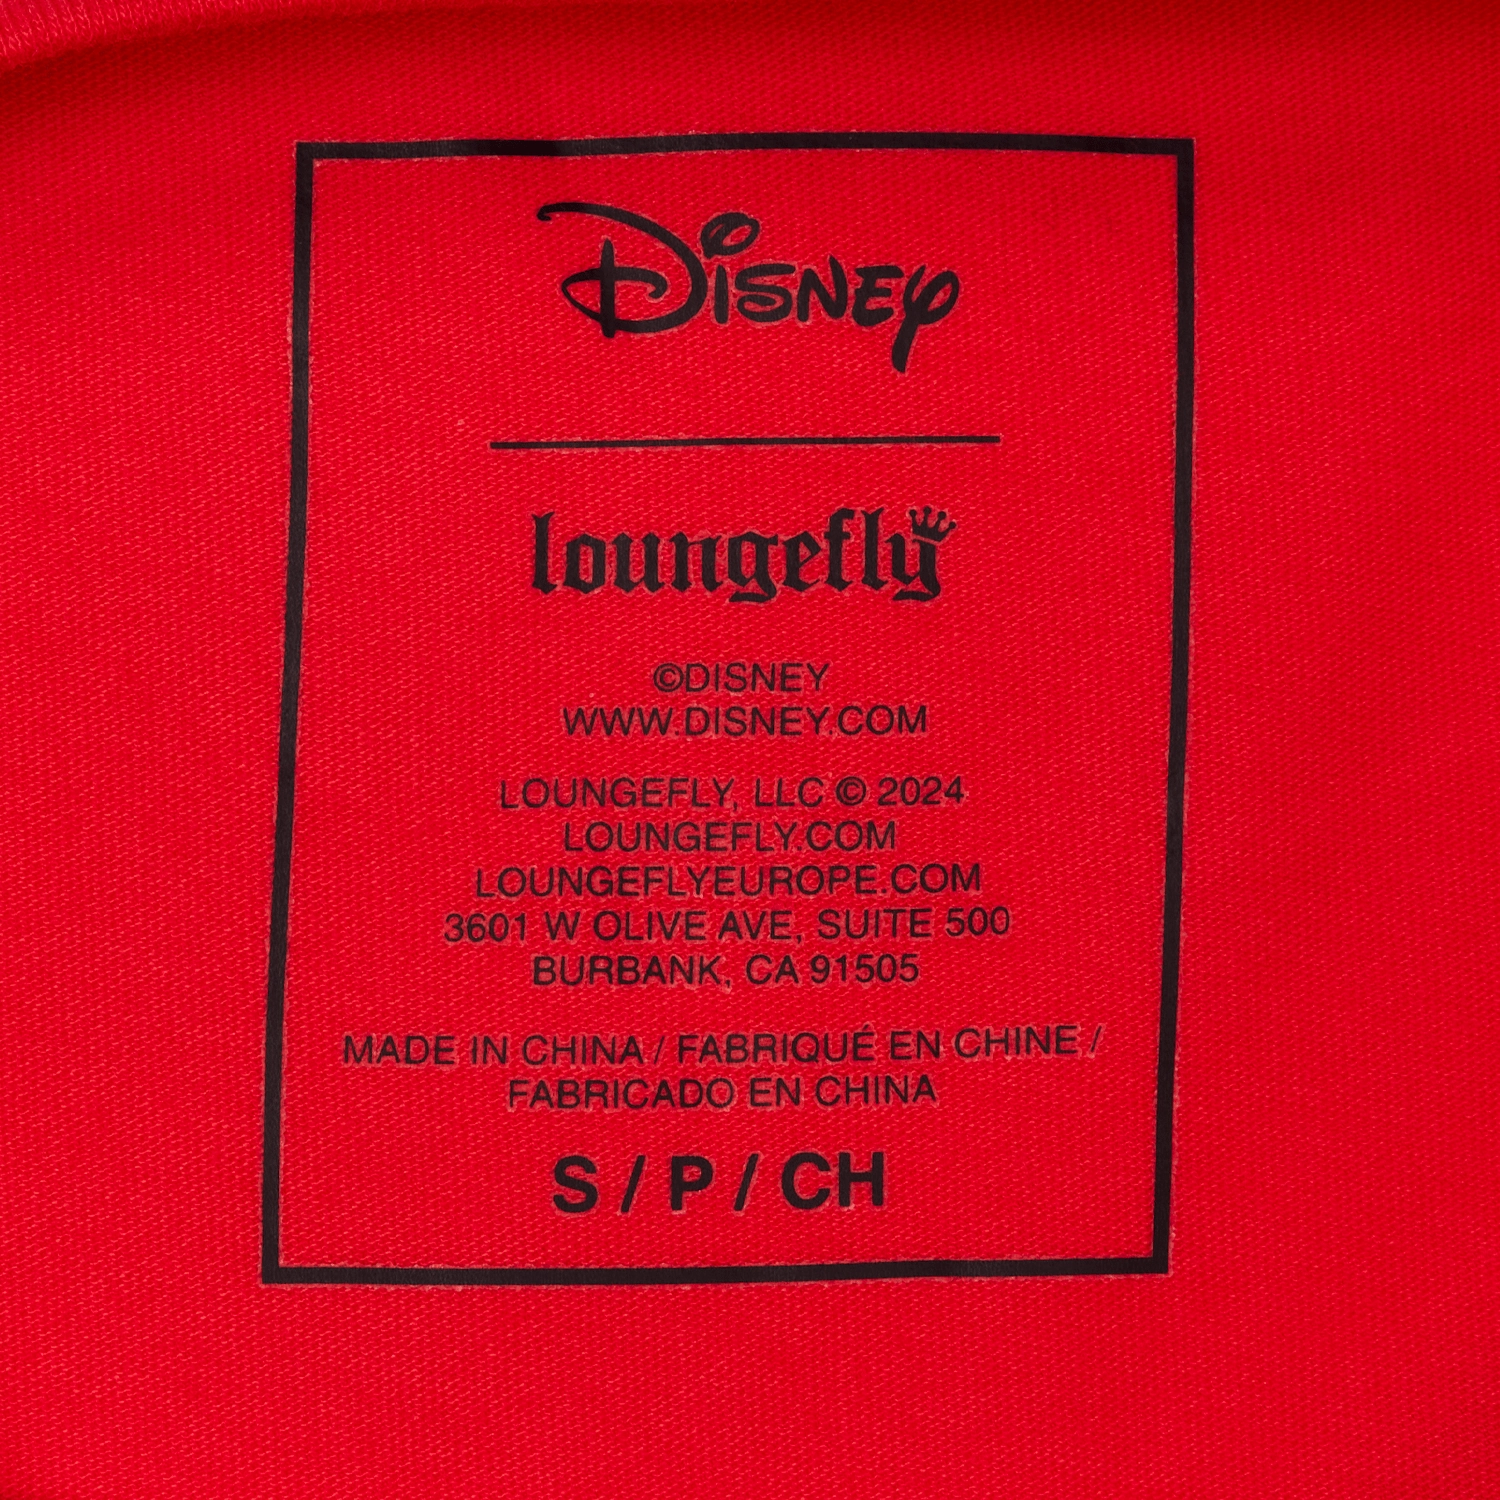 Disney
loungefly
©DISNEY
WWW.DISNEY.COM
LOUNGEFLY, LLC © 2024
LOUNGEFLY.COM
LOUNGEFLYEUROPE.COM
3601 W OLIVE AVE, SUITE 500
BURBANK, CA 91505
MADE IN CHINA / FABRIQUÉ EN CHINE /
FABRICADO EN CHINA
S / P / CH